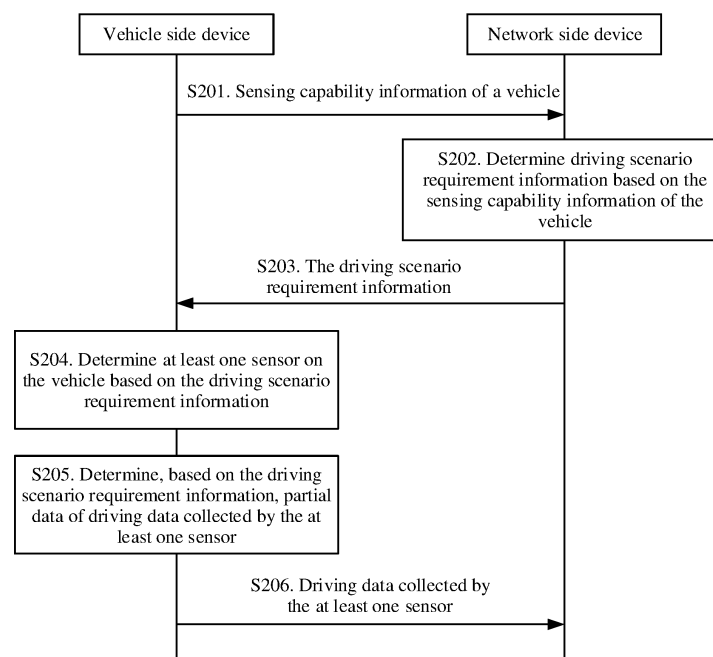 Vehicle side device
Network side device
S201. Sensing capability information of a vehicle
S202. Determine driving scenario
requirement information based on the
sensing capability information of the
vehicle
S203. The driving scenario
requirement information
S204. Determine at least one sensor on
the vehicle based on the driving scenario
requirement information
S205. Determine, based on the driving
scenario requirement information, partial
data of driving data collected by the at
least one sensor
S206. Driving data collected by
the at least one sensor